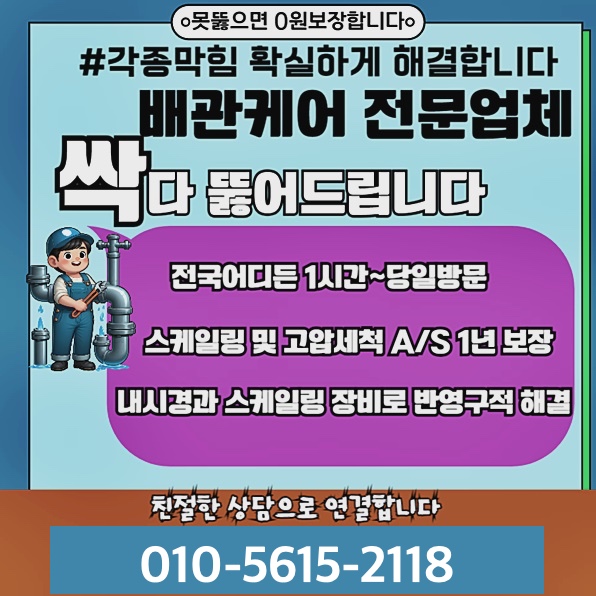 못뚫으면 0원보장합니다
#각종막힘 확실하게 해결합니다
배관케어 전문업체
싹다 뚫어드립니다
전국어디든 1시간~당일방문
스케일링 및 고압세척 A/S 1년 보장
내시경과 스케일링 장비로 반영구적 해결
친절한 상담으로 연결합니다
010-5615-2118